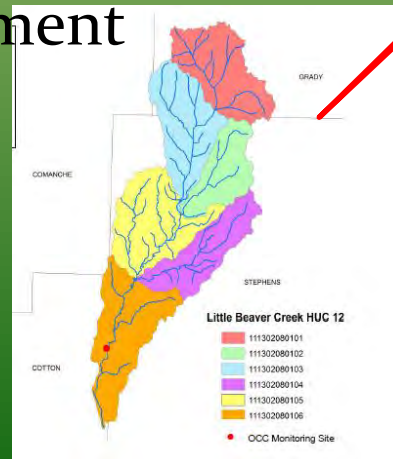 ment
GRADY
COMANCHE
STEPHENS
Little Beaver Creek HUC 12
111302080101
111302080102
111302080103
111302080104
111302080105
111302080106
COTTON
OCC Monitoring Site